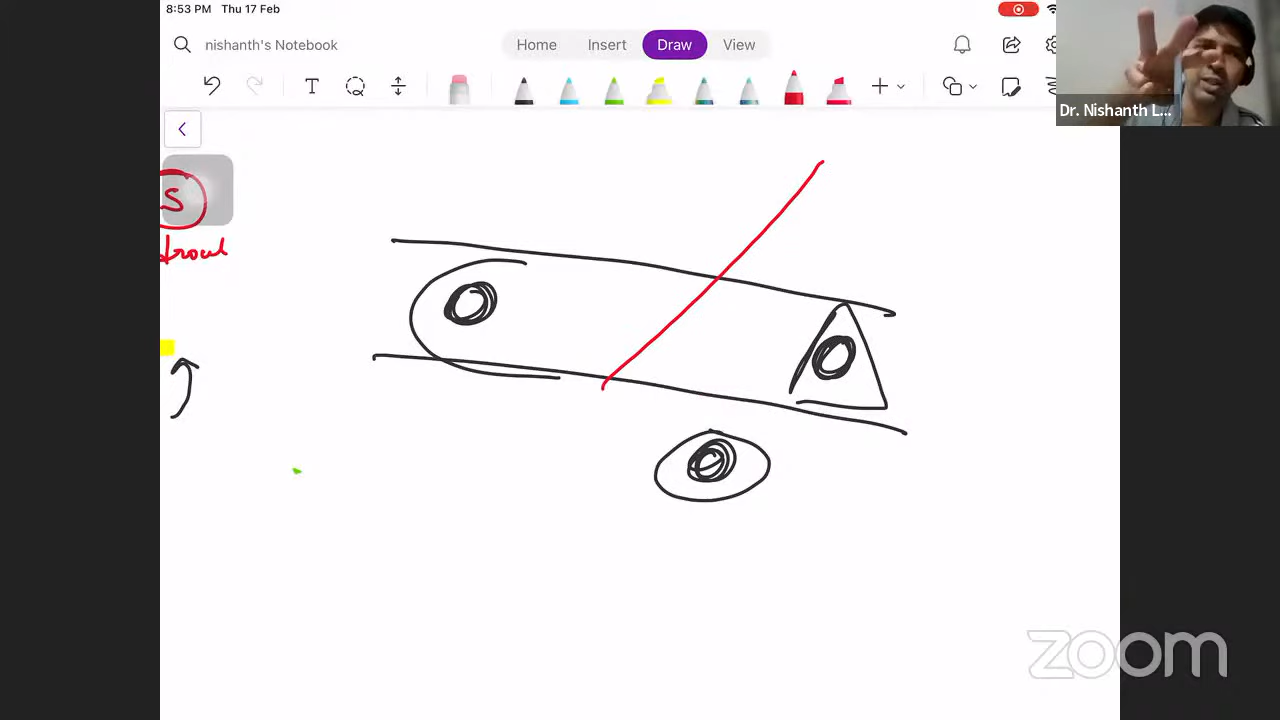 8:53 PM Thu 17 Feb
nishanth's Notebook
Home Insert Draw View
Dr. Nishanth L...
S
zoom